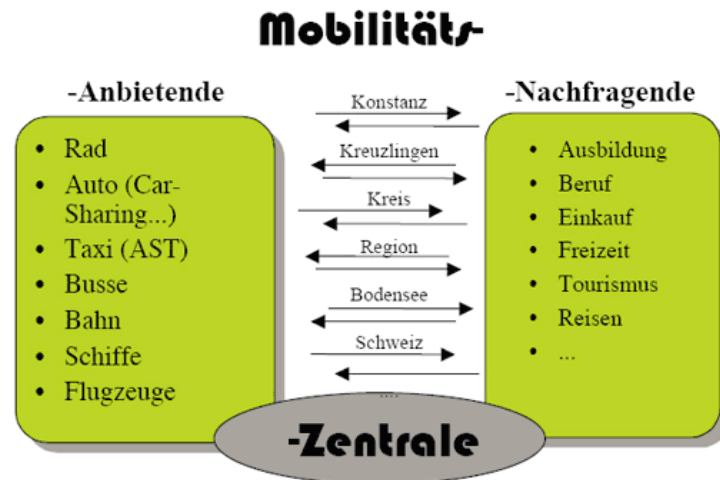 Mobilitäts-
-Anbietende
• Rad
• Auto (Car-
Sharing...)
• Taxi (AST)
• Busse
• Bahn
• Schiffe
• Flugzeuge
Konstanz
Kreuzlingen
Kreis
Region
Bodensee
Schweiz
....
-Nachfragende
• Ausbildung
• Beruf
• Einkauf
• Freizeit
• Tourismus
• Reisen
• ...
-Zentrale